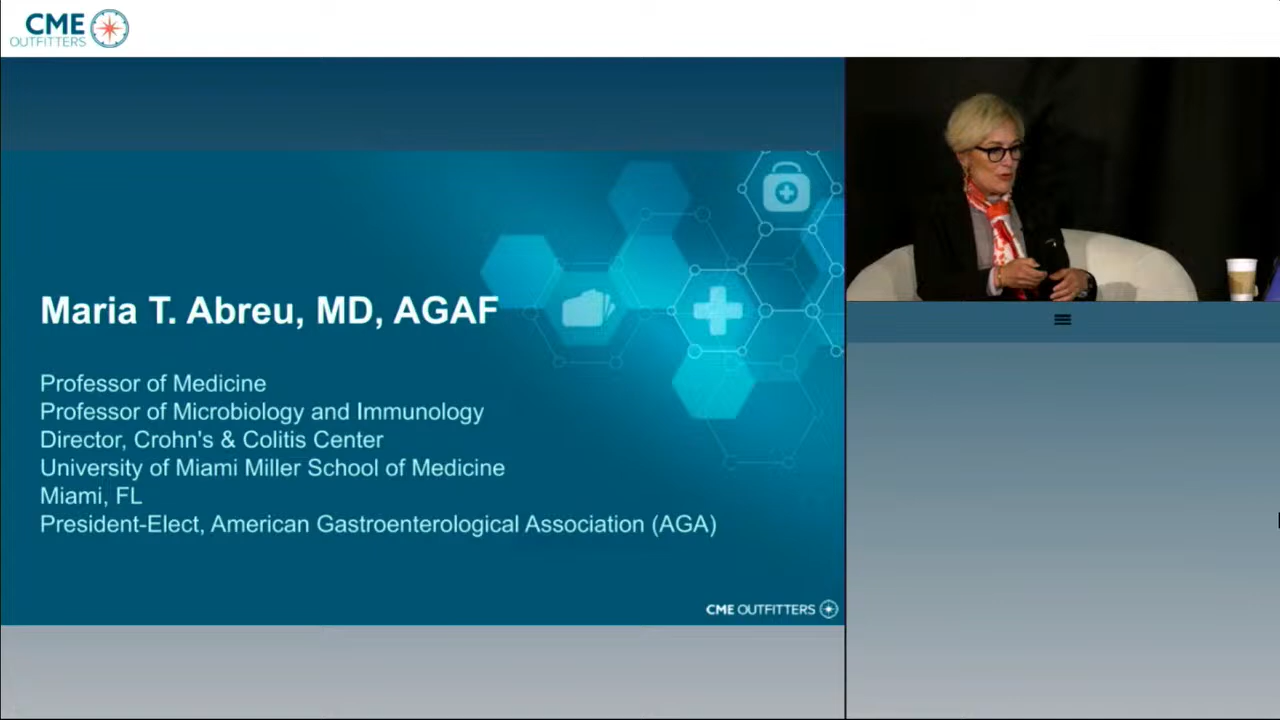 CME
OUTFITTERS
Maria T. Abreu, MD, AGAF
Professor of Medicine
Professor of Microbiology and Immunology
Director, Crohn's & Colitis Center
University of Miami Miller School of Medicine
Miami, FL
President-Elect, American Gastroenterological Association (AGA)
CME OUTFITTERS